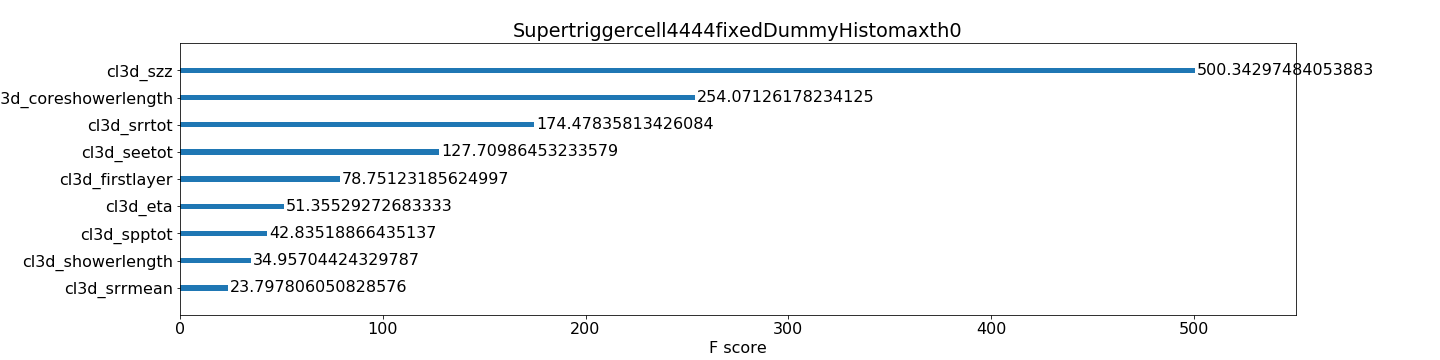 Supertriggercell4444fixedDummyHistomaxth0
cl3d_szz 500.34297484053883
3d_coreshowerlength 254.07126178234125
cl3d_srrtot 174.47835813426084
cl3d_seetot 127.70986453233579
cl3d_firstlayer 78.75123185624997
cl3d_eta 51.35529272683333
cl3d_spptot 42.83518866435137
cl3d_showerlength 34.95704424329787
cl3d_srrmean 23.797806050828576
0 100 200 300 400 500
F score